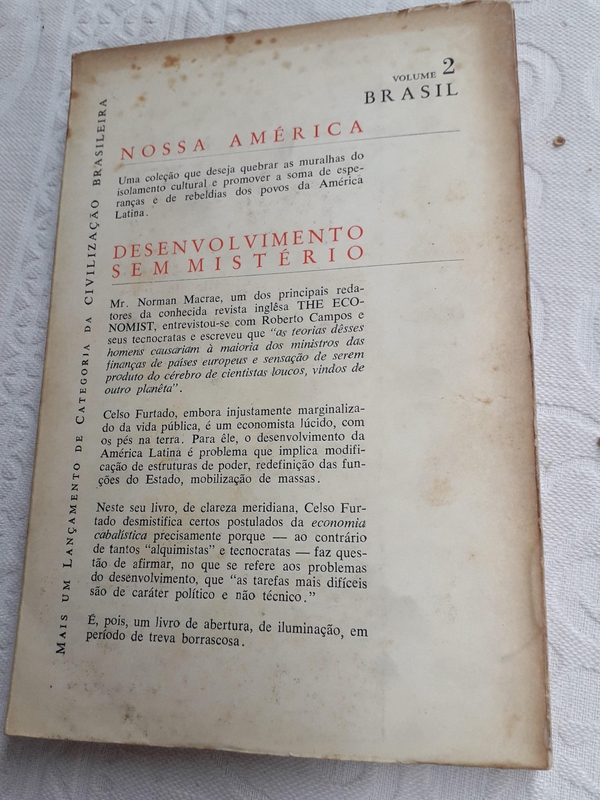 VOLUME 2
BRASIL
NOSSA AMÉRICA
Uma coleção que deseja quebrar as muralhas do
isolamento cultural e promover a soma de espe-
ranças e de rebeldias dos povos da América
Latina.
DESENVOLVIMENTO
SEM MISTÉRIO
Mr. Norman Macrae, um dos principais reda-
tores da conhecida revista inglêsa THE ECO-
NOMIST, entrevistou-se com Roberto Campos e
seus tecnocratas e escreveu que "as teorias dêsses
homens causariam à maioria dos ministros das
finanças de países europeus e sensação de serem
produto do cérebro de cientistas loucos, vindos de
outro planêta".
Celso Furtado, embora injustamente marginaliza-
do da vida pública, é um economista lúcido, com
os pés na terra. Para êle, o desenvolvimento da
América Latina é problema que implica modifi-
cação de estruturas de poder, redefinição das fun-
ções do Estado, mobilização de massas.
Neste seu livro, de clareza meridiana, Celso Fur-
tado desmistifica certos postulados da economia
cabalística precisamente porque — ao contrário
de tantos "alquimistas" e tecnocratas — faz ques-
tão de afirmar, no que se refere aos problemas
do desenvolvimento, que "as tarefas mais difíceis
são de caráter político e não técnico."
É, pois, um livro de abertura, de iluminação, em
período de treva borrascosa.
MAIS UM LANÇAMENTO DE CATEGORIA DA CIVILIZAÇÃO BRASILEIRA